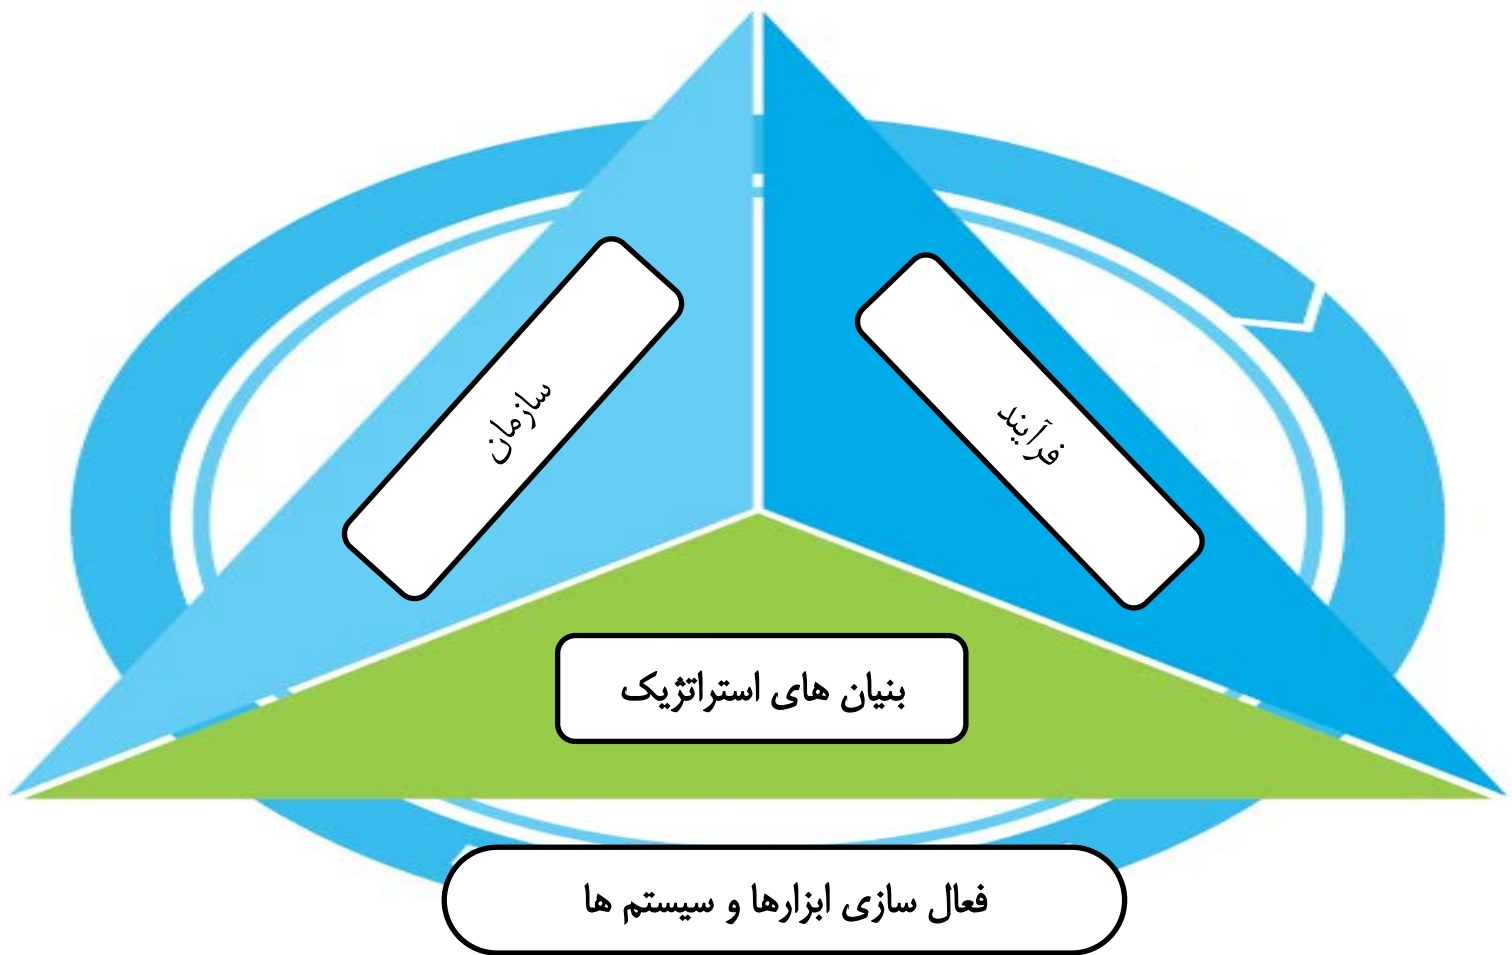 فرآیند
سازمان
بنیان های استراتژیک
فعال سازی ابزارها و سیستم ها